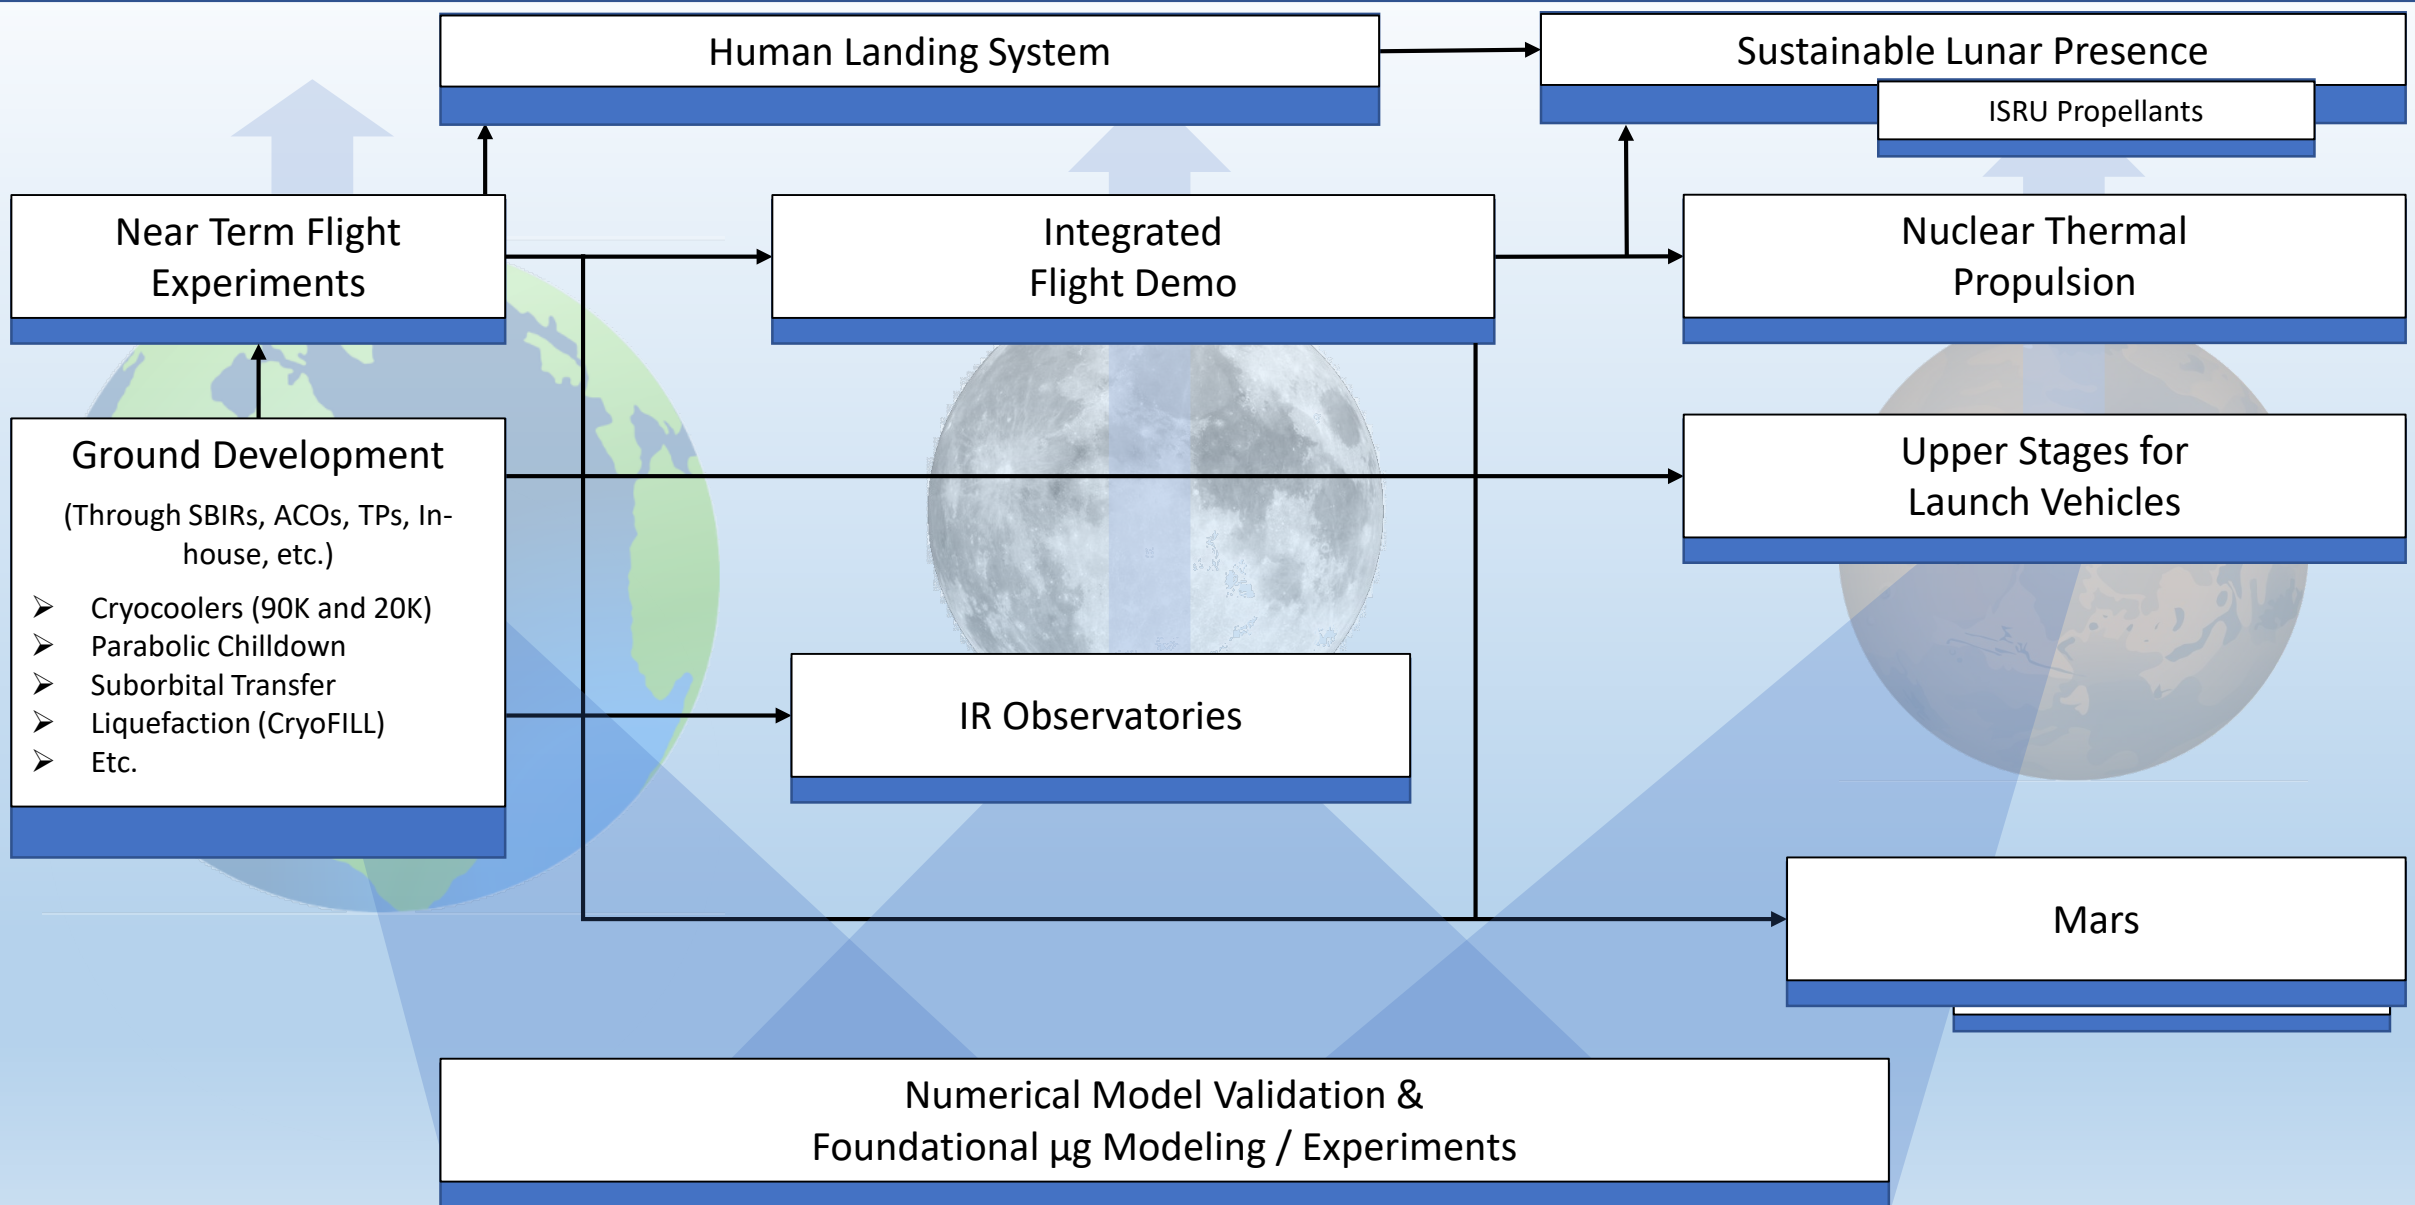 Human Landing System
Sustainable Lunar Presence
ISRU Propellants
Near Term Flight
Experiments
Integrated
Flight Demo
Nuclear Thermal
Propulsion
Ground Development
(Through SBIRs, ACOs, TPs, In-
house, etc.)
➢ Cryocoolers (90K and 20K)
➢ Parabolic Chilldown
➢ Suborbital Transfer
➢ Liquefaction (CryoFILL)
➢ Etc.
Upper Stages for
Launch Vehicles
IR Observatories
Mars
Numerical Model Validation &
Foundational µg Modeling / Experiments